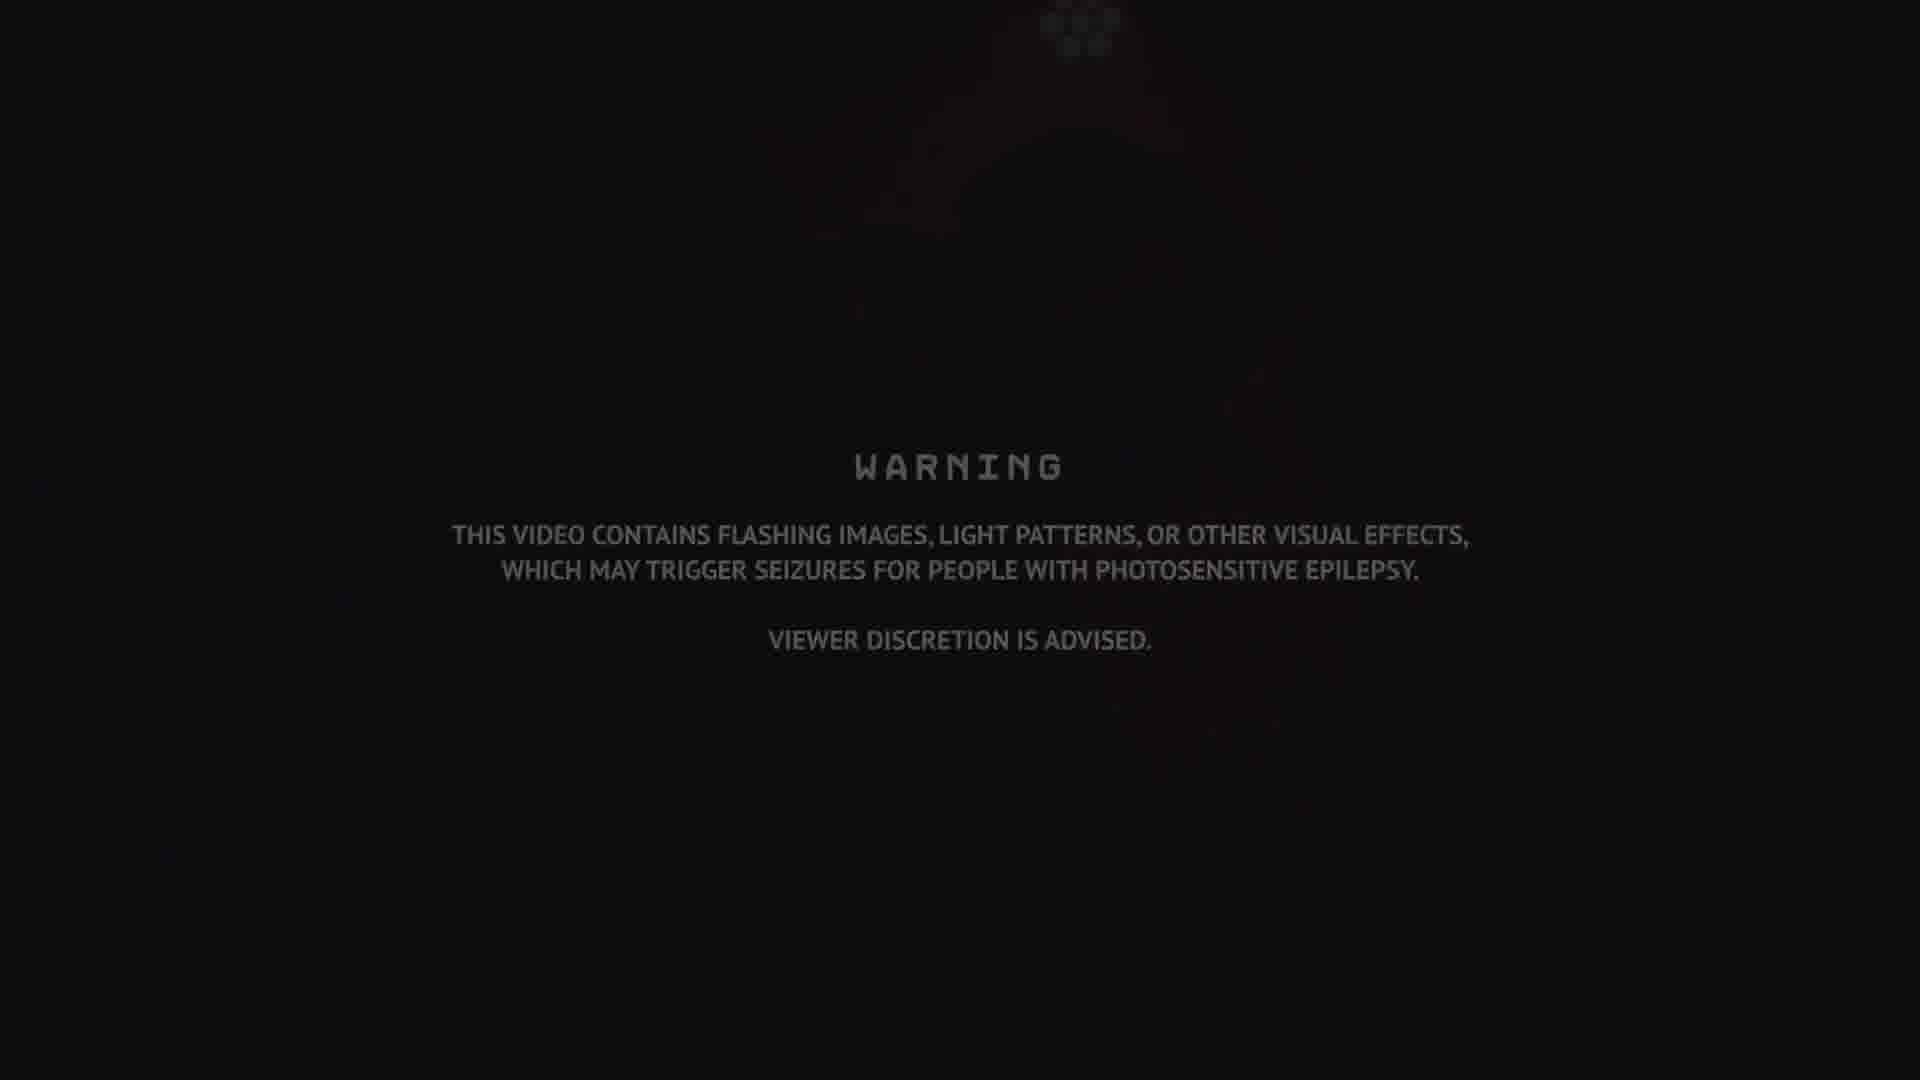 WARNING
THIS VIDEO CONTAINS FLASHING IMAGES, LIGHT PATTERNS, OR OTHER VISUAL EFFECTS,
WHICH MAY TRIGGER SEIZURES FOR PEOPLE WITH PHOTOSENSITIVE EPILEPSY.
VIEWER DISCRETION IS ADVISED.